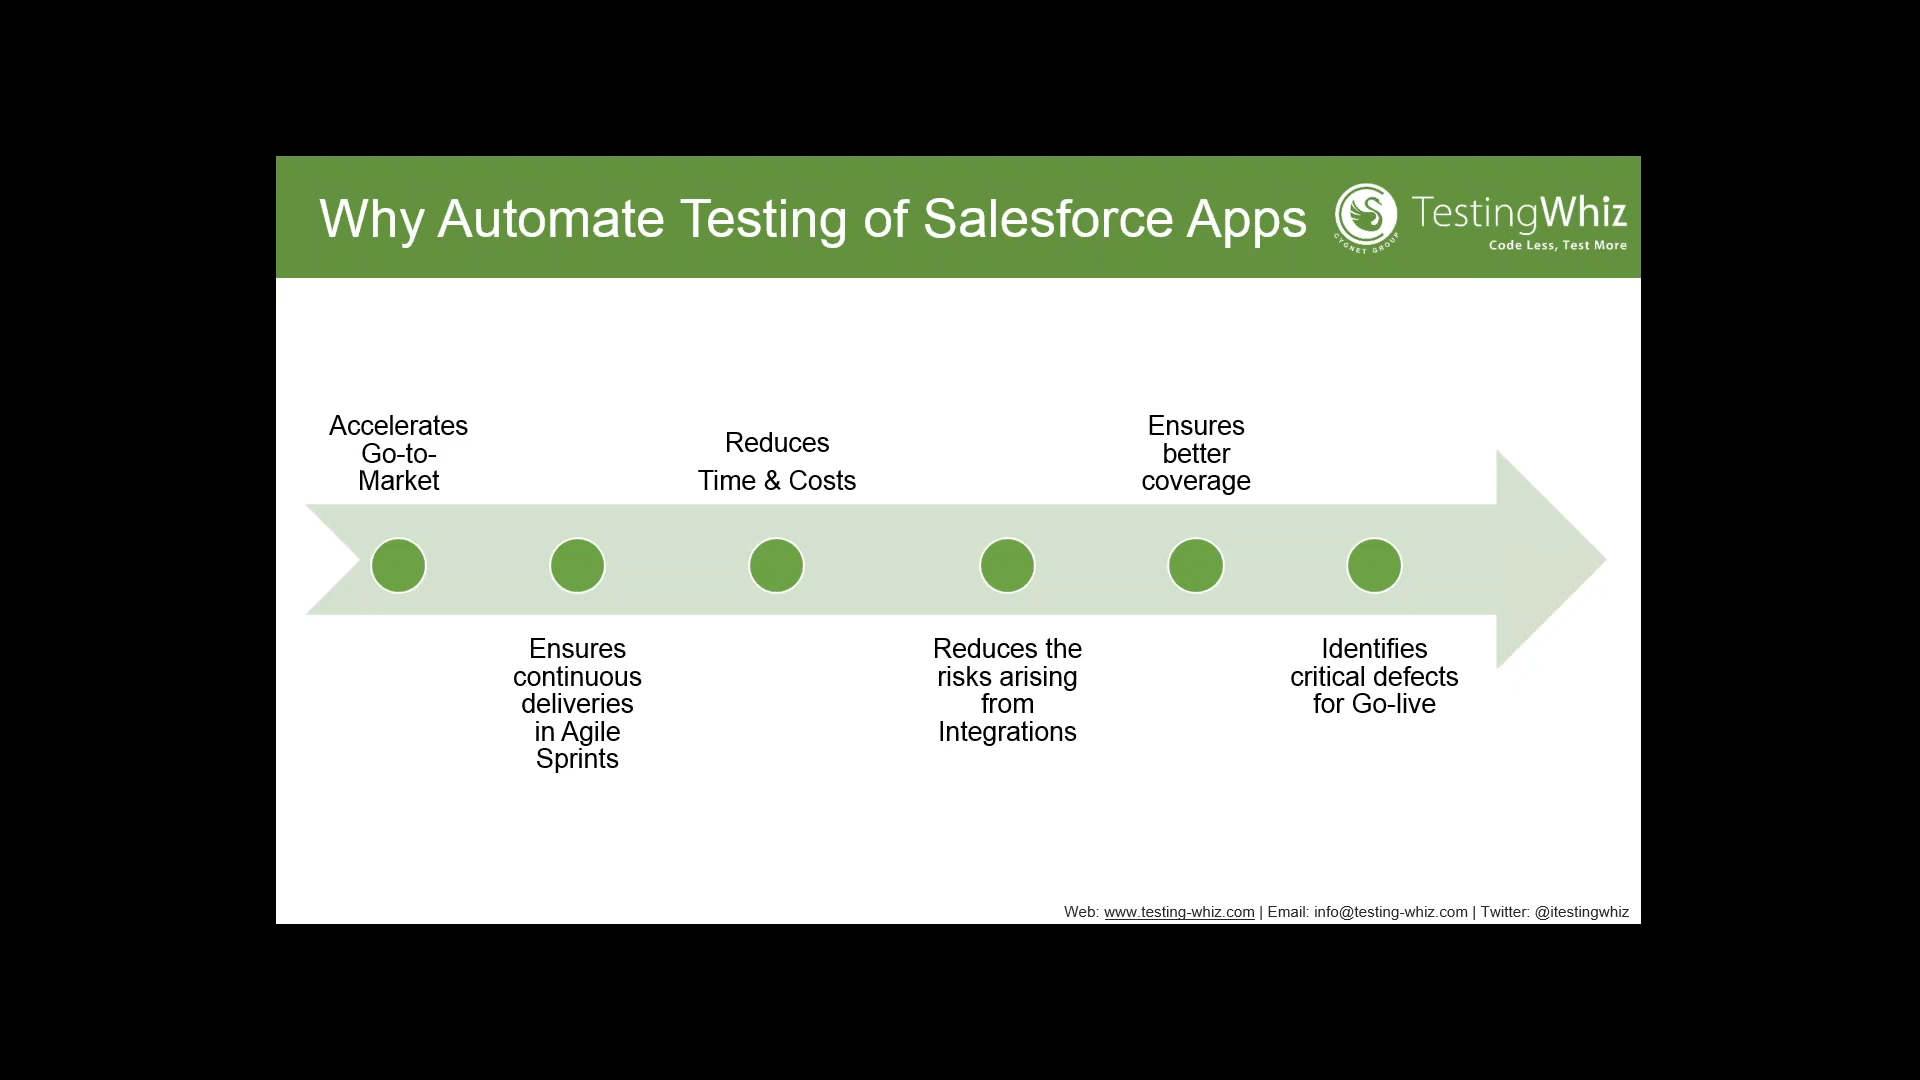 Why Automate Testing of Salesforce Apps
CYGNET GROUP
TestingWhiz
Code Less, Test More
Accelerates
Go-to-
Market
Ensures
continuous
deliveries
in Agile
Sprints
Reduces
Time & Costs
Reduces the
risks arising
from
Integrations
Ensures
better
coverage
Identifies
critical defects
for Go-live
Web: www.testing-whiz.com | Email: info@testing-whiz.com | Twitter: @itestingwhiz